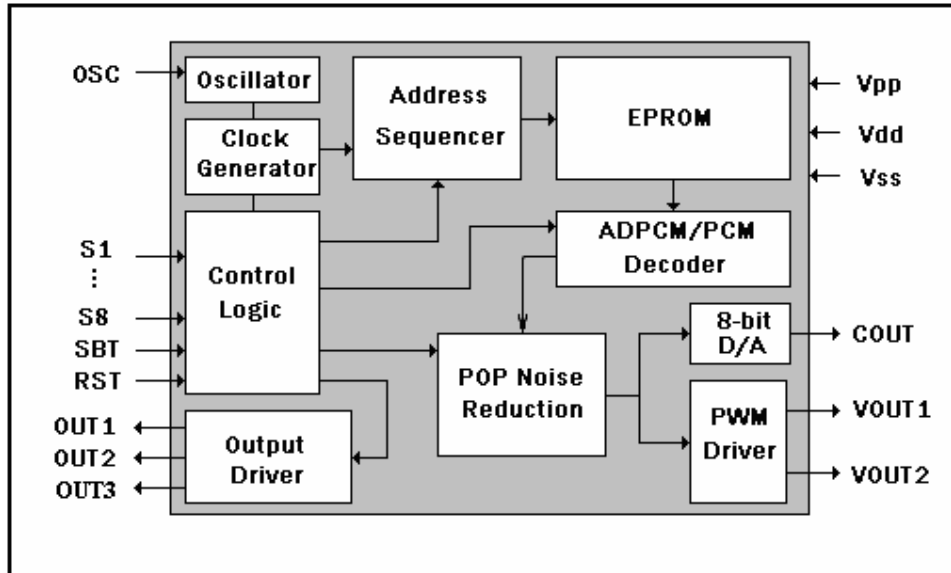 OSC
Oscillator
Clock
Generator
Address
Sequencer
EPROM
Vpp
Vdd
Vss
S1
⋮
S8
SBT
RST
Control
Logic
ADPCM/PCM
Decoder
POP Noise
Reduction
8-bit
D/A
COUT
PWM
Driver
VOUT1
VOUT2
OUT1
OUT2
OUT3
Output
Driver